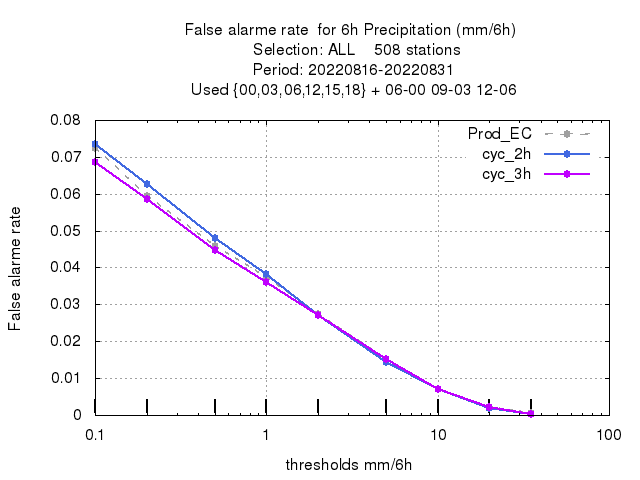 False alarme rate  for 6h Precipitation (mm/6h)
Selection: ALL    508 stations
Period: 20220816-20220831
Used {00,03,06,12,15,18} + 06-00 09-03 12-06
Prod_EC
cyc_2h
cyc_3h
False alarme rate
0.08
0.07
0.06
0.05
0.04
0.03
0.02
0.01
0
0.1 1 10 100
thresholds mm/6h